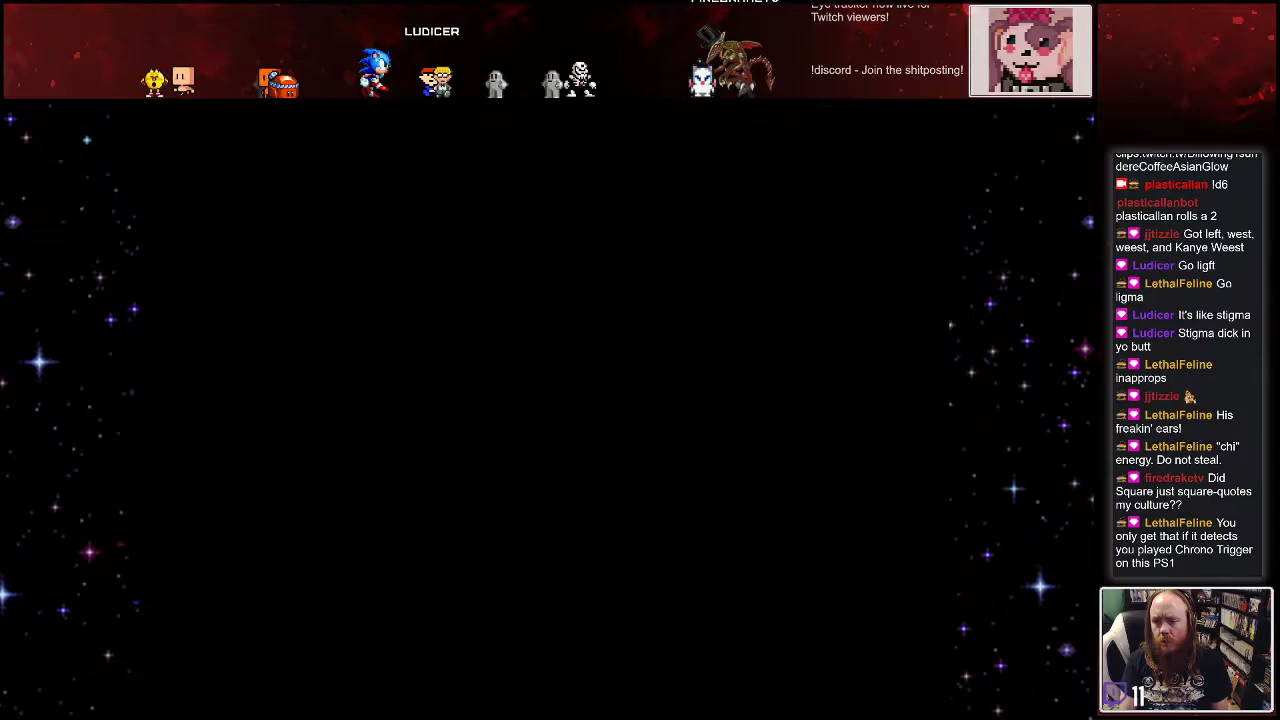 LUDICER
Twitch viewers!
!discord - Join the shitposting!
dereCoffeeAsianGlow
plasticallan !d6
plasticallanbot
plasticallan rolls a 2
jjtizzle Got left, west,
weest, and Kanye Weest
Ludicer Go ligft
LethalFeline Go
ligma
Ludicer It's like stigma
Ludicer Stigma dick in
yo butt
LethalFeline
inapprops
jjtizzle
LethalFeline His
freakin' ears!
LethalFeline "chi"
energy. Do not steal.
firedraketv Did
Square just square-quotes
my culture??
LethalFeline You
only get that if it detects
you played Chrono Trigger
on this PS1
11